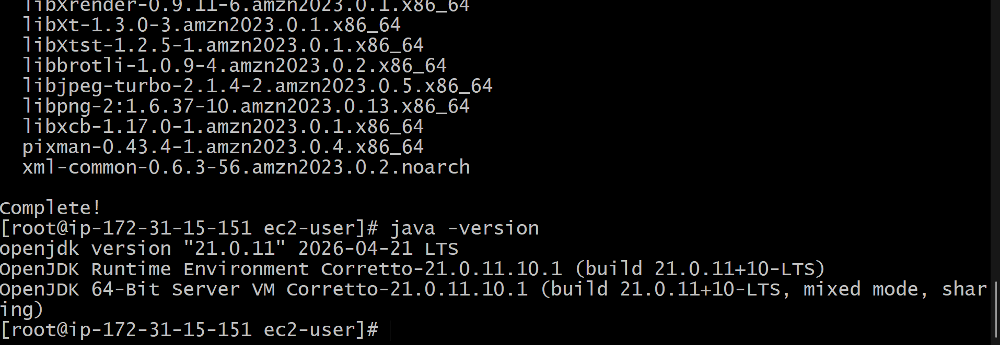 libXrender-0.9.11-6.amzn2023.0.1.x86_64
libXt-1.3.0-3.amzn2023.0.1.x86_64
libXtst-1.2.5-1.amzn2023.0.1.x86_64
libbrotli-1.0.9-4.amzn2023.0.2.x86_64
libjpeg-turbo-2.1.4-2.amzn2023.0.5.x86_64
libpng-2:1.6.37-10.amzn2023.0.13.x86_64
libxcb-1.17.0-1.amzn2023.0.1.x86_64
pixman-0.43.4-1.amzn2023.0.4.x86_64
xml-common-0.6.3-56.amzn2023.0.2.noarch
Complete!
[root@ip-172-31-15-151 ec2-user]# java -version
openjdk version "21.0.11" 2026-04-21 LTS
OpenJDK Runtime Environment Corretto-21.0.11.10.1 (build 21.0.11+10-LTS)
OpenJDK 64-Bit Server VM Corretto-21.0.11.10.1 (build 21.0.11+10-LTS, mixed mode, shar
ing)
[root@ip-172-31-15-151 ec2-user]#